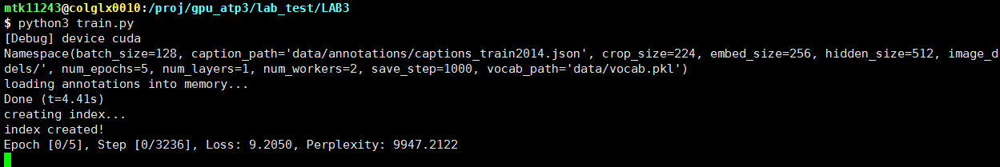 mtk11243@colglx0010:/proj/gpu_atp3/lab_test/LAB3
$ python3 train.py
[Debug] device cuda
Namespace(batch_size=128, caption_path='data/annotations/captions_train2014.json', crop_size=224, embed_size=256, hidden_size=512, image_d
dels/', num_epochs=5, num_layers=1, num_workers=2, save_step=1000, vocab_path='data/vocab.pkl')
loading annotations into memory...
Done (t=4.41s)
creating index...
index created!
Epoch [0/5], Step [0/3236], Loss: 9.2050, Perplexity: 9947.2122